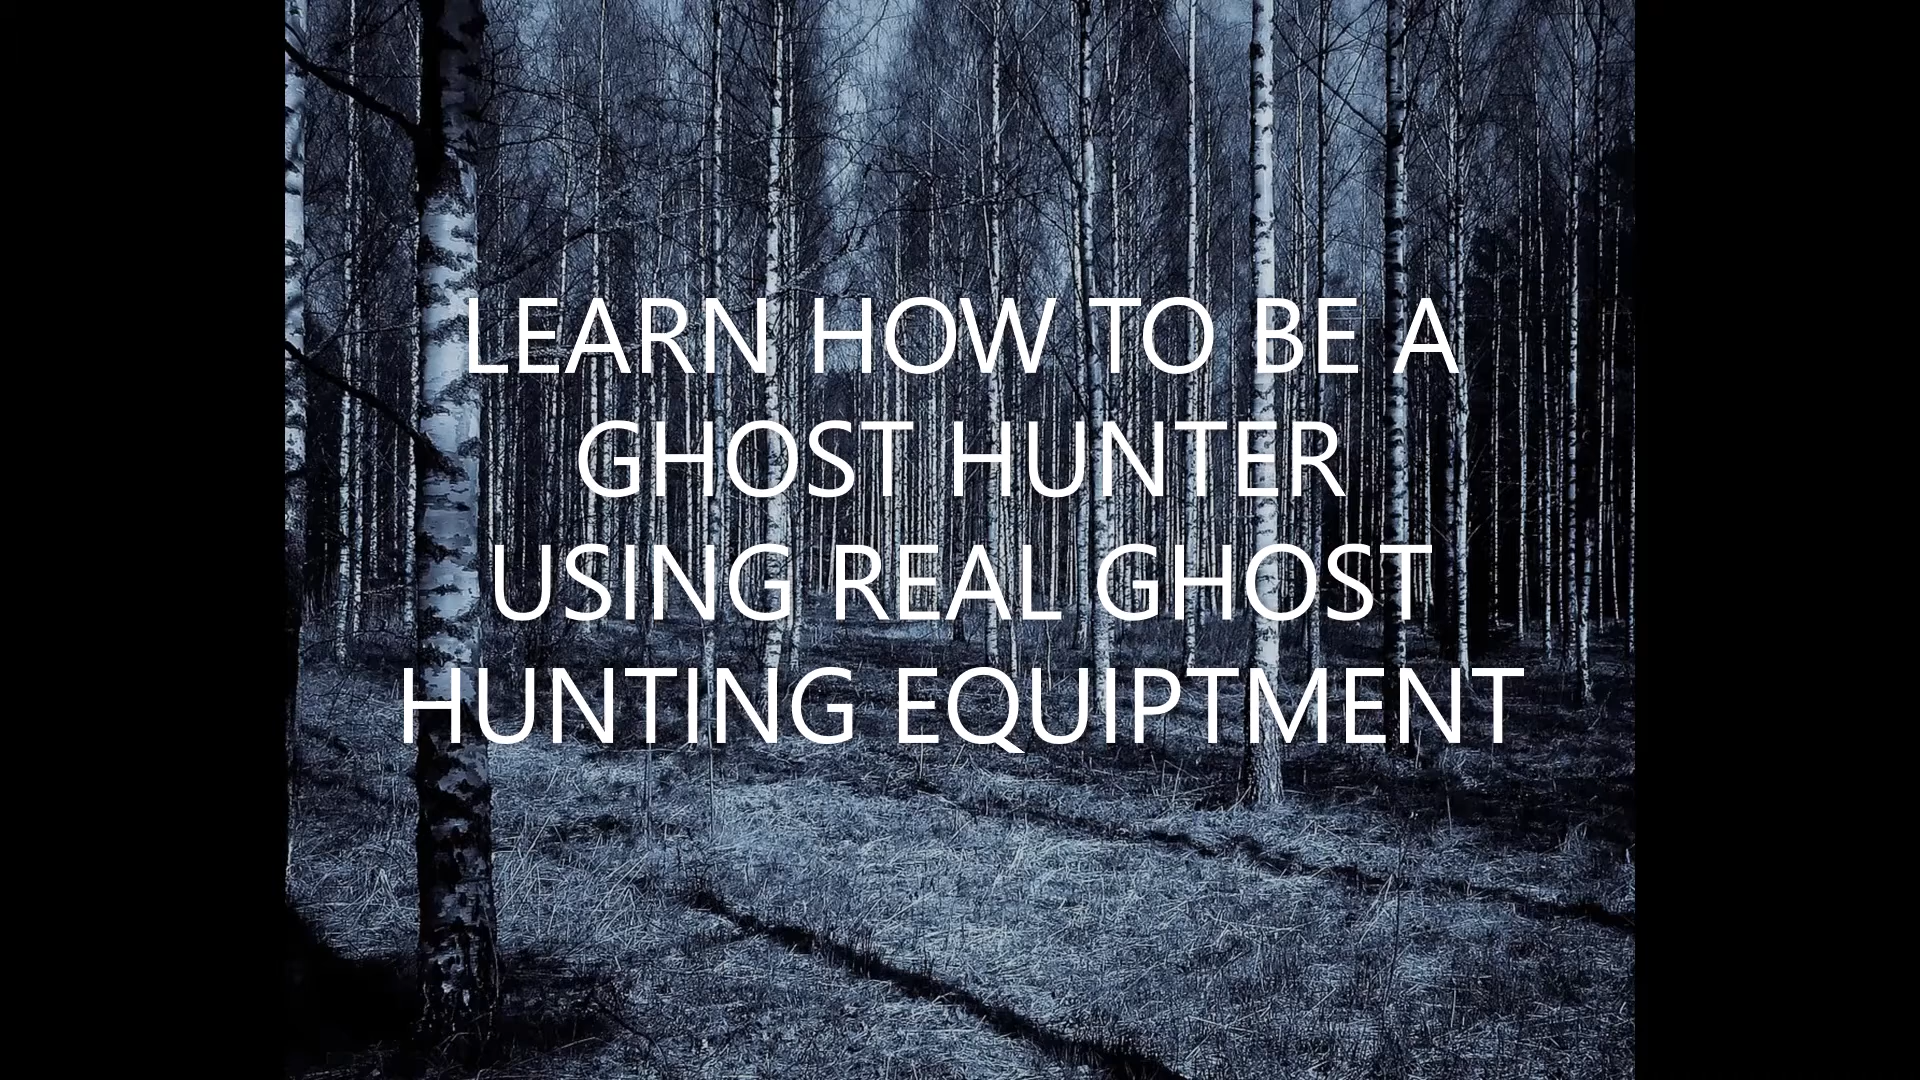 LEARN HOW TO BE A
GHOST HUNTER
USING REAL GHOST
HUNTING EQUIPTMENT